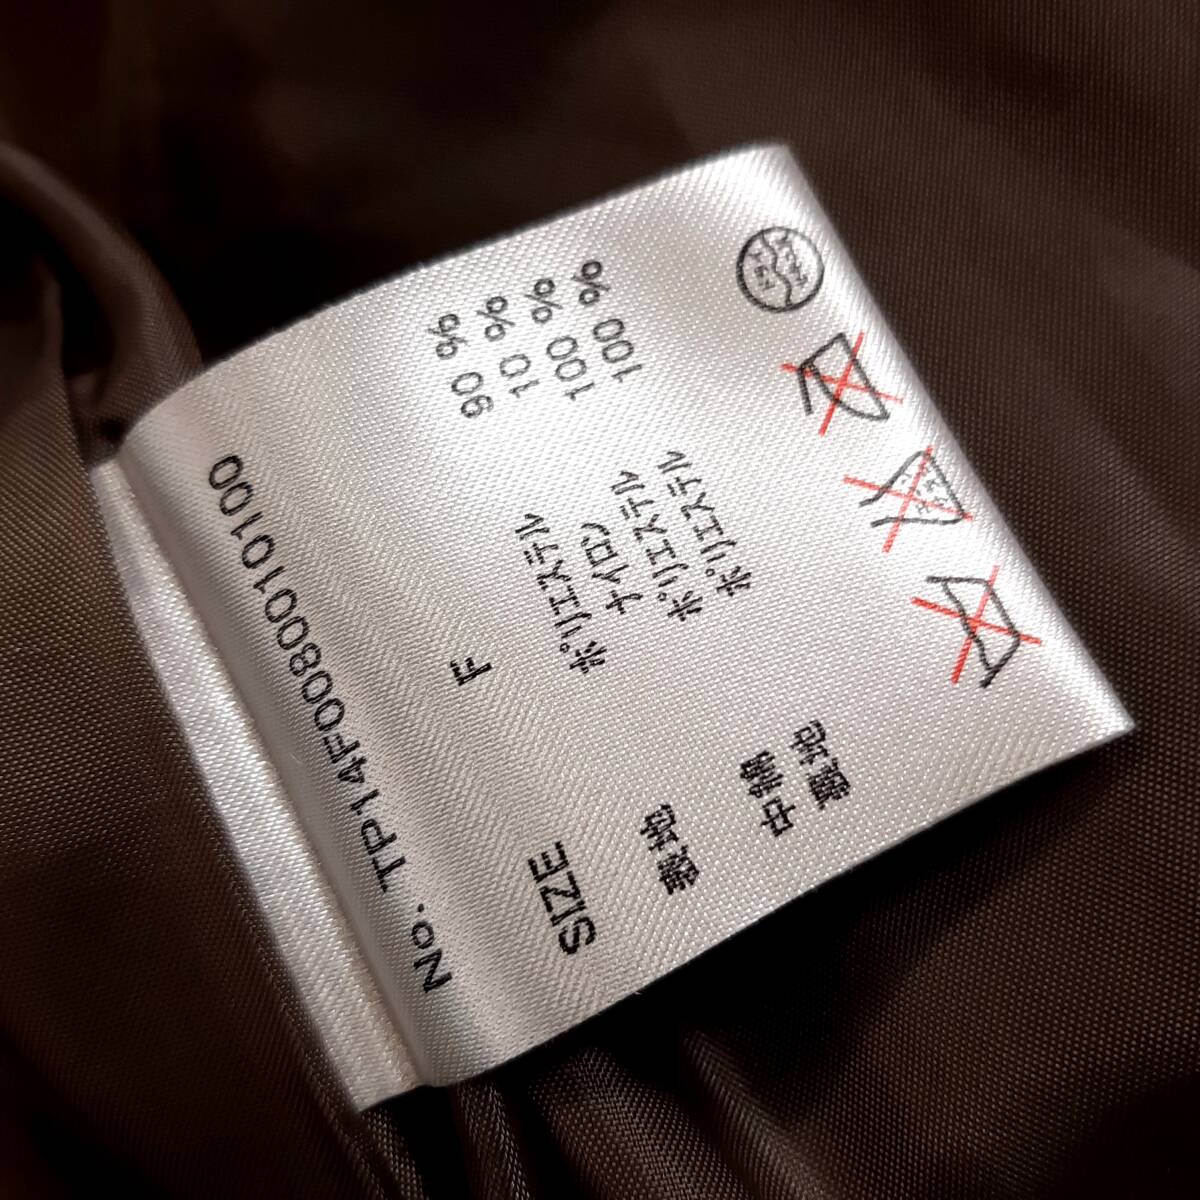 No. TP14F0080010100
SIZE F
表地 ポリエステル 90 %
ナイロン 10 %
中綿 ポリエステル 100 %
裏地 ポリエステル 100 %